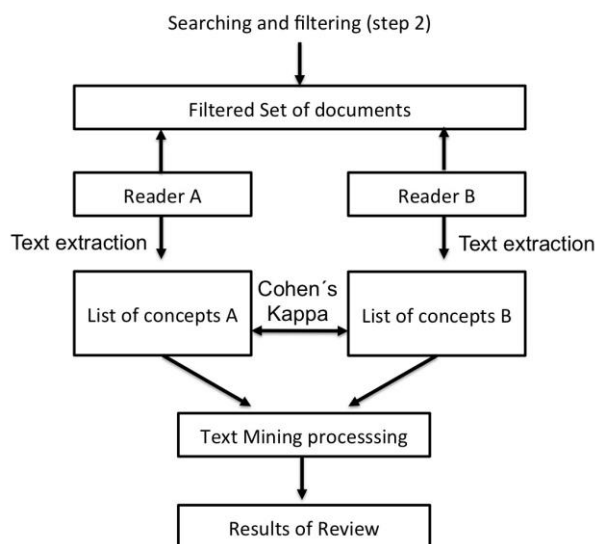 Searching and filtering (step 2)
Filtered Set of documents
Reader A
Reader B
Text extraction
Text extraction
List of concepts A
Cohen´s
Kappa
List of concepts B
Text Mining processsing
Results of Review